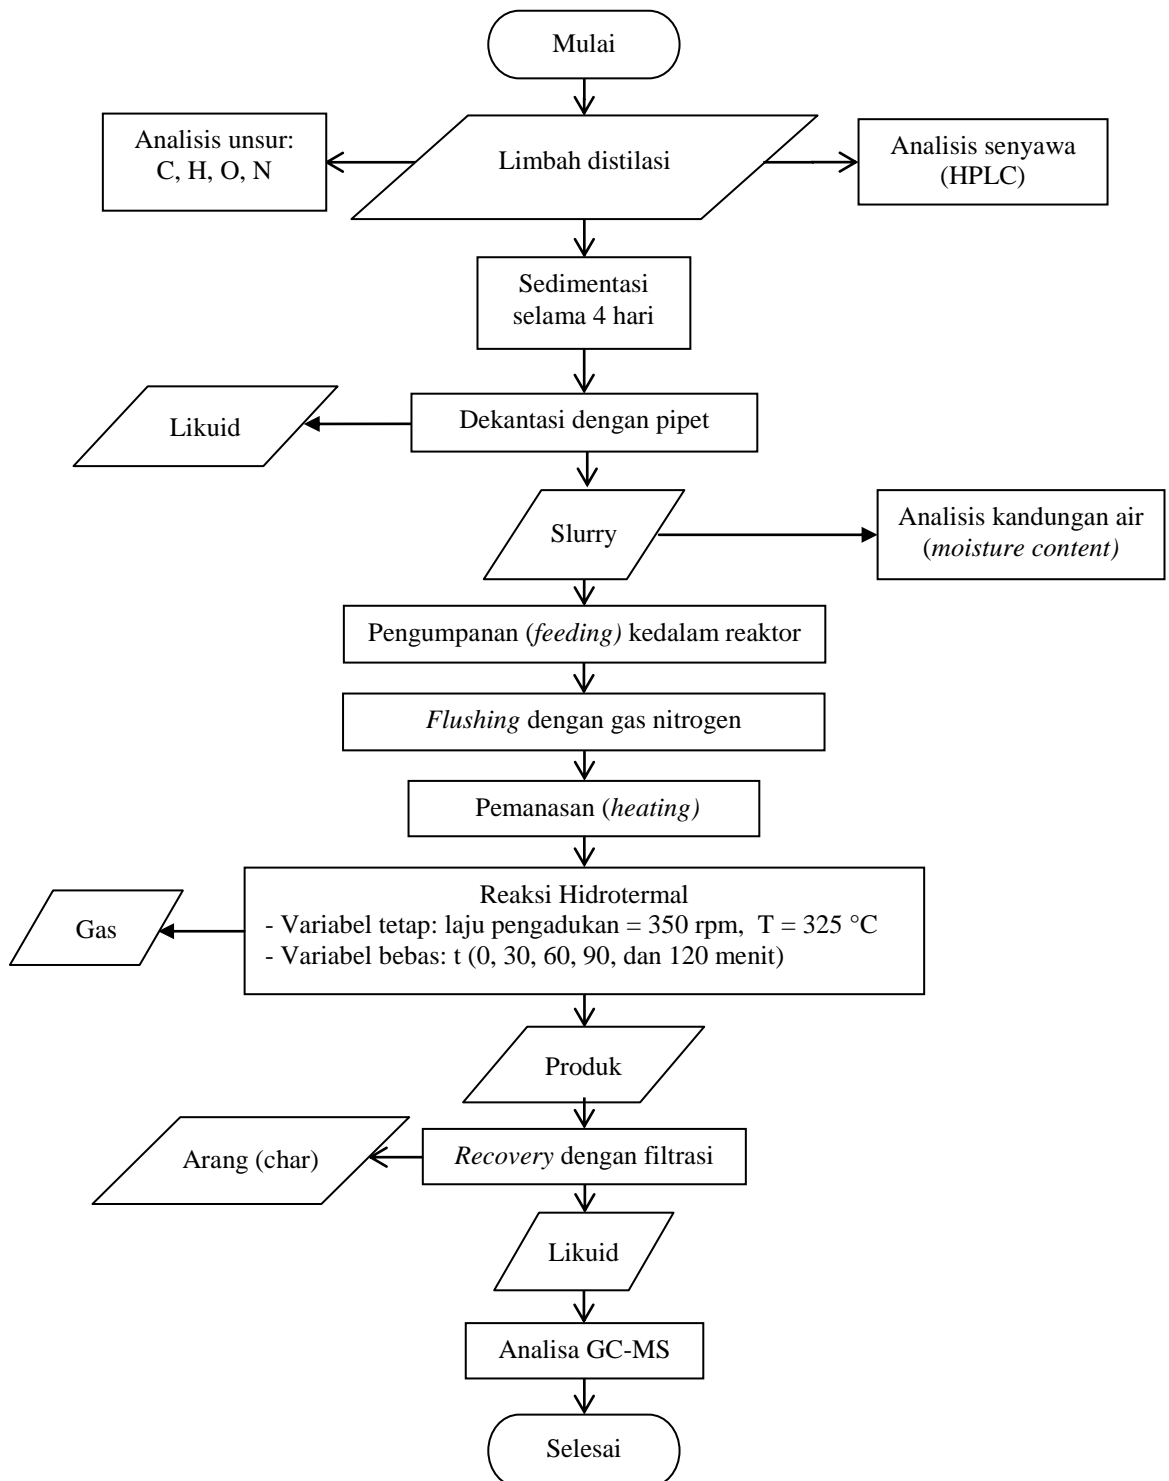 Mulai
Analisis unsur:
C, H, O, N
Limbah distilasi
Analisis senyawa
(HPLC)
Sedimentasi
selama 4 hari
Likuid
Dekantasi dengan pipet
Slurry
Analisis kandungan air
(moisture content)
Pengumpanan (feeding) kedalam reaktor
Flushing dengan gas nitrogen
Pemanasan (heating)
Gas
Reaksi Hidrotermal
- Variabel tetap: laju pengadukan = 350 rpm, T = 325 °C
- Variabel bebas: t (0, 30, 60, 90, dan 120 menit)
Produk
Arang (char)
Recovery dengan filtrasi
Likuid
Analisa GC-MS
Selesai